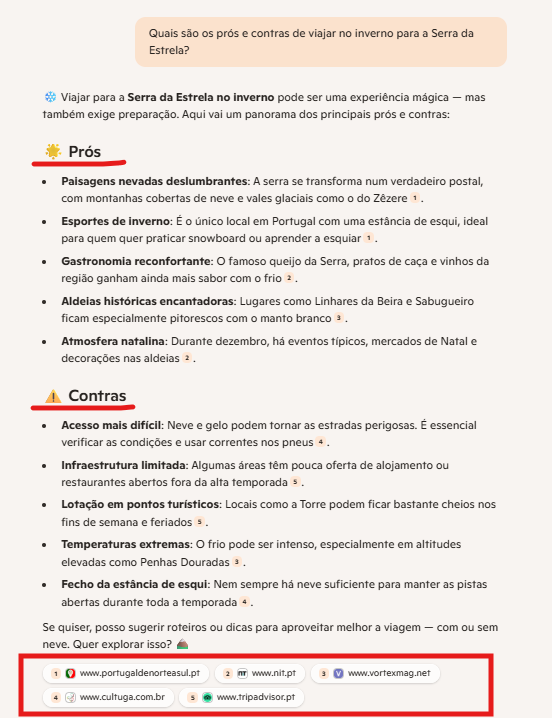 Quais são os prós e contras de viajar no inverno para a Serra da
Estrela?
Viajar para a Serra da Estrela no inverno pode ser uma experiência mágica — mas
também exige preparação. Aqui vai um panorama dos principais prós e contras:
Prós
• Paisagens nevadas deslumbrantes: A serra se transforma num verdadeiro postal,
com montanhas cobertas de neve e vales glaciais como o do Zêzere 1 .
• Esportes de inverno: É o único local em Portugal com uma estância de esqui, ideal
para quem quer praticar snowboard ou aprender a esquiar 1 .
• Gastronomia reconfortante: O famoso queijo da Serra, pratos de caça e vinhos da
região ganham ainda mais sabor com o frio 2 .
• Aldeias históricas encantadoras: Lugares como Linhares da Beira e Sabugueiro
ficam especialmente pitorescos com o manto branco 3 .
• Atmosfera natalina: Durante dezembro, há eventos típicos, mercados de Natal e
decorações nas aldeias 2 .
Contras
• Acesso mais difícil: Neve e gelo podem tornar as estradas perigosas. É essencial
verificar as condições e usar correntes nos pneus 4 .
• Infraestrutura limitada: Algumas áreas têm pouca oferta de alojamento ou
restaurantes abertos fora da alta temporada 5 .
• Lotação em pontos turísticos: Locais como a Torre podem ficar bastante cheios nos
fins de semana e feriados 5 .
• Temperaturas extremas: O frio pode ser intenso, especialmente em altitudes
elevadas como Penhas Douradas 3 .
• Fecho da estância de esqui: Nem sempre há neve suficiente para manter as pistas
abertas durante toda a temporada 4 .
Se quiser, posso sugerir roteiros ou dicas para aproveitar melhor a viagem — com ou sem
neve. Quer explorar isso?
1 www.portugaldenorteasul.pt 2 www.nit.pt 3 V www.vortexmag.net
4 www.cultuga.com.br 5 www.tripadvisor.pt